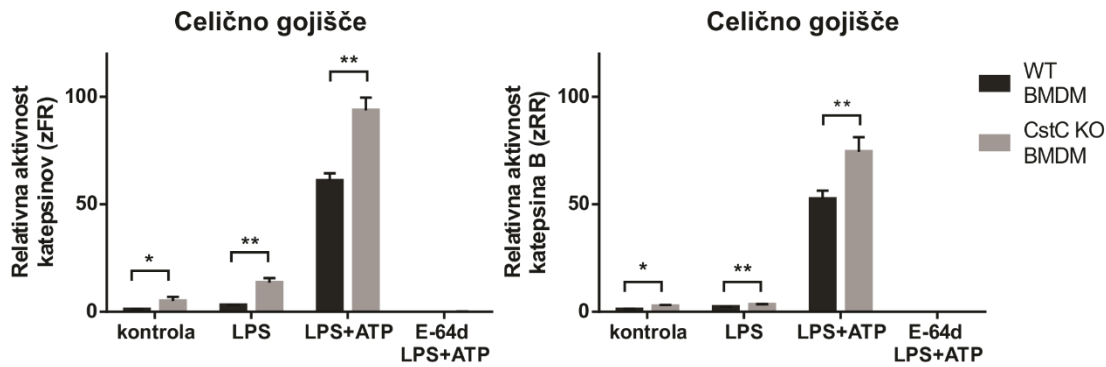 Celično gojišče
Relativna aktivnost
katepsinov (zFR)
100
50
0
*
**
**
kontrola
LPS
LPS+ATP
E-64d
LPS+ATP
Celično gojišče
Relativna aktivnost
katepsina B (zRR)
100
50
0
*
**
**
kontrola
LPS
LPS+ATP
E-64d
LPS+ATP
WT
BMDM
CstC KO
BMDM